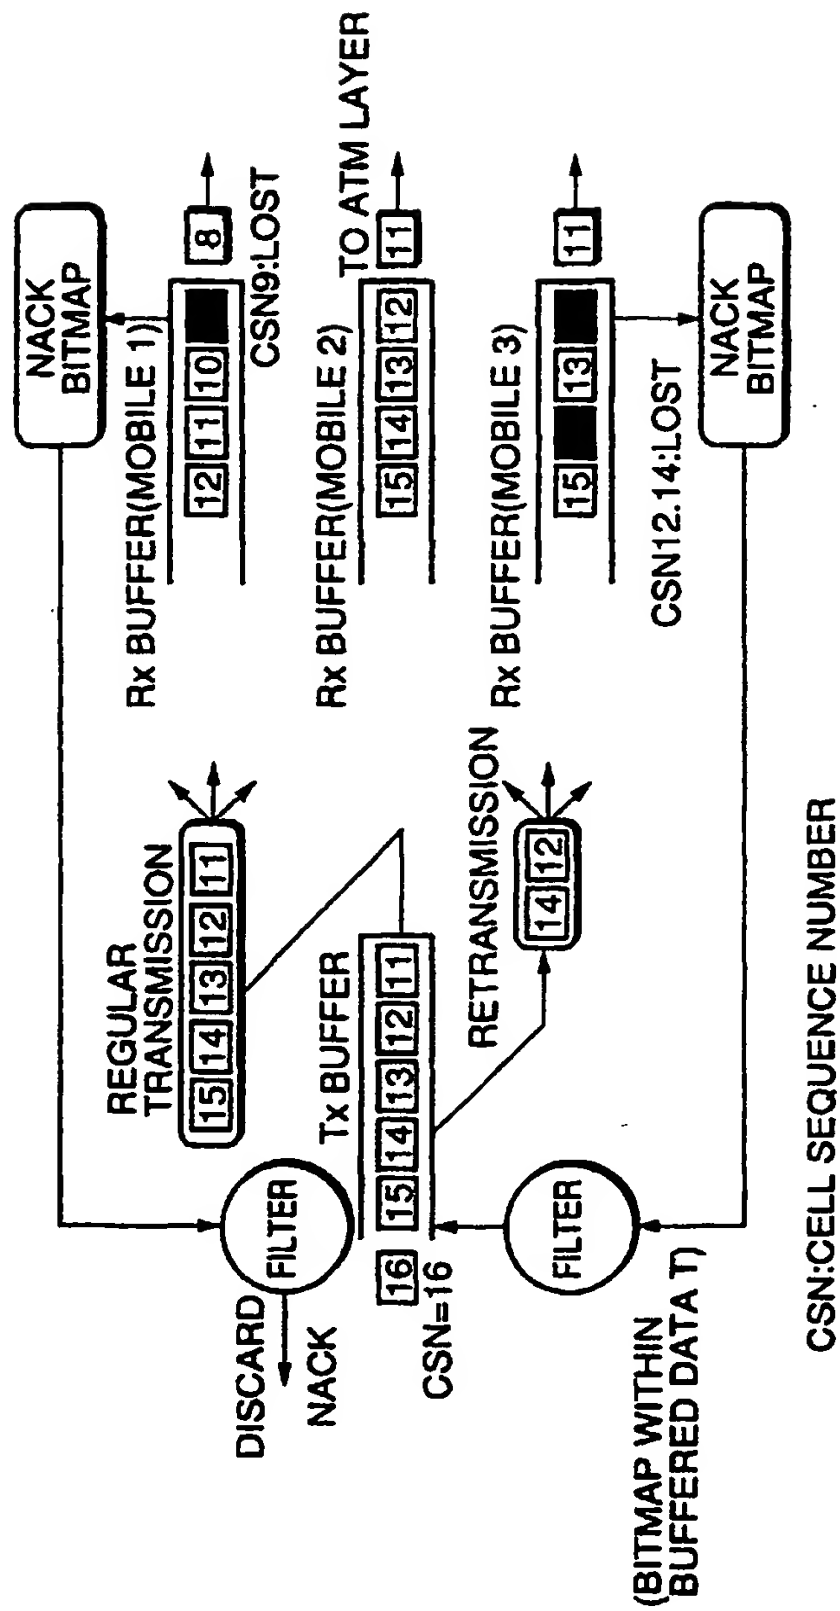 NACK
BITMAP
Rx BUFFER(MOBILE 1)
12 11 10 8
CSN9:LOST
REGULAR
TRANSMISSION
15 14 13 12 11
DISCARD
NACK
FILTER
Tx BUFFER
16 15 14 13 12 11
CSN=16
Rx BUFFER(MOBILE 2)
TO ATM LAYER
15 14 13 12 11
RETRANSMISSION
14 12
Rx BUFFER(MOBILE 3)
15 13 11
CSN12.14:LOST
FILTER
(BITMAP WITHIN
BUFFERED DATA T)
NACK
BITMAP
CSN:CELL SEQUENCE NUMBER